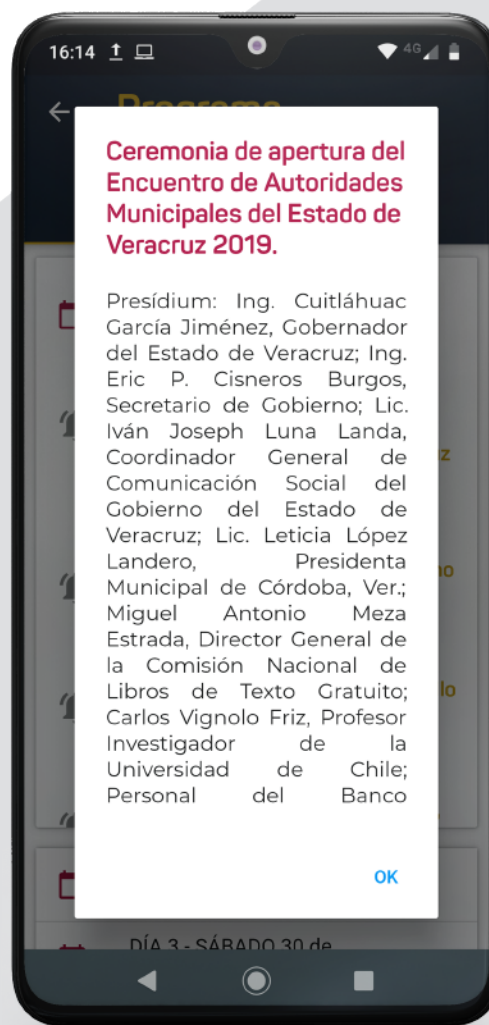 16:14
4G
Programa
Ceremonia de apertura del
Encuentro de Autoridades
Municipales del Estado de
Veracruz 2019.
Presídium: Ing. Cuitláhuac
García Jiménez, Gobernador
del Estado de Veracruz; Ing.
Eric P. Cisneros Burgos,
Secretario de Gobierno; Lic.
Iván Joseph Luna Landa,
Coordinador General de
Comunicación Social del
Gobierno del Estado de
Veracruz; Lic. Leticia López
Landero, Presidenta
Municipal de Córdoba, Ver.;
Miguel Antonio Meza
Estrada, Director General de
la Comisión Nacional de
Libros de Texto Gratuito;
Carlos Vignolo Friz, Profesor
Investigador de la
Universidad de Chile;
Personal del Banco
OK
DÍA 3 - SÁBADO 30 de